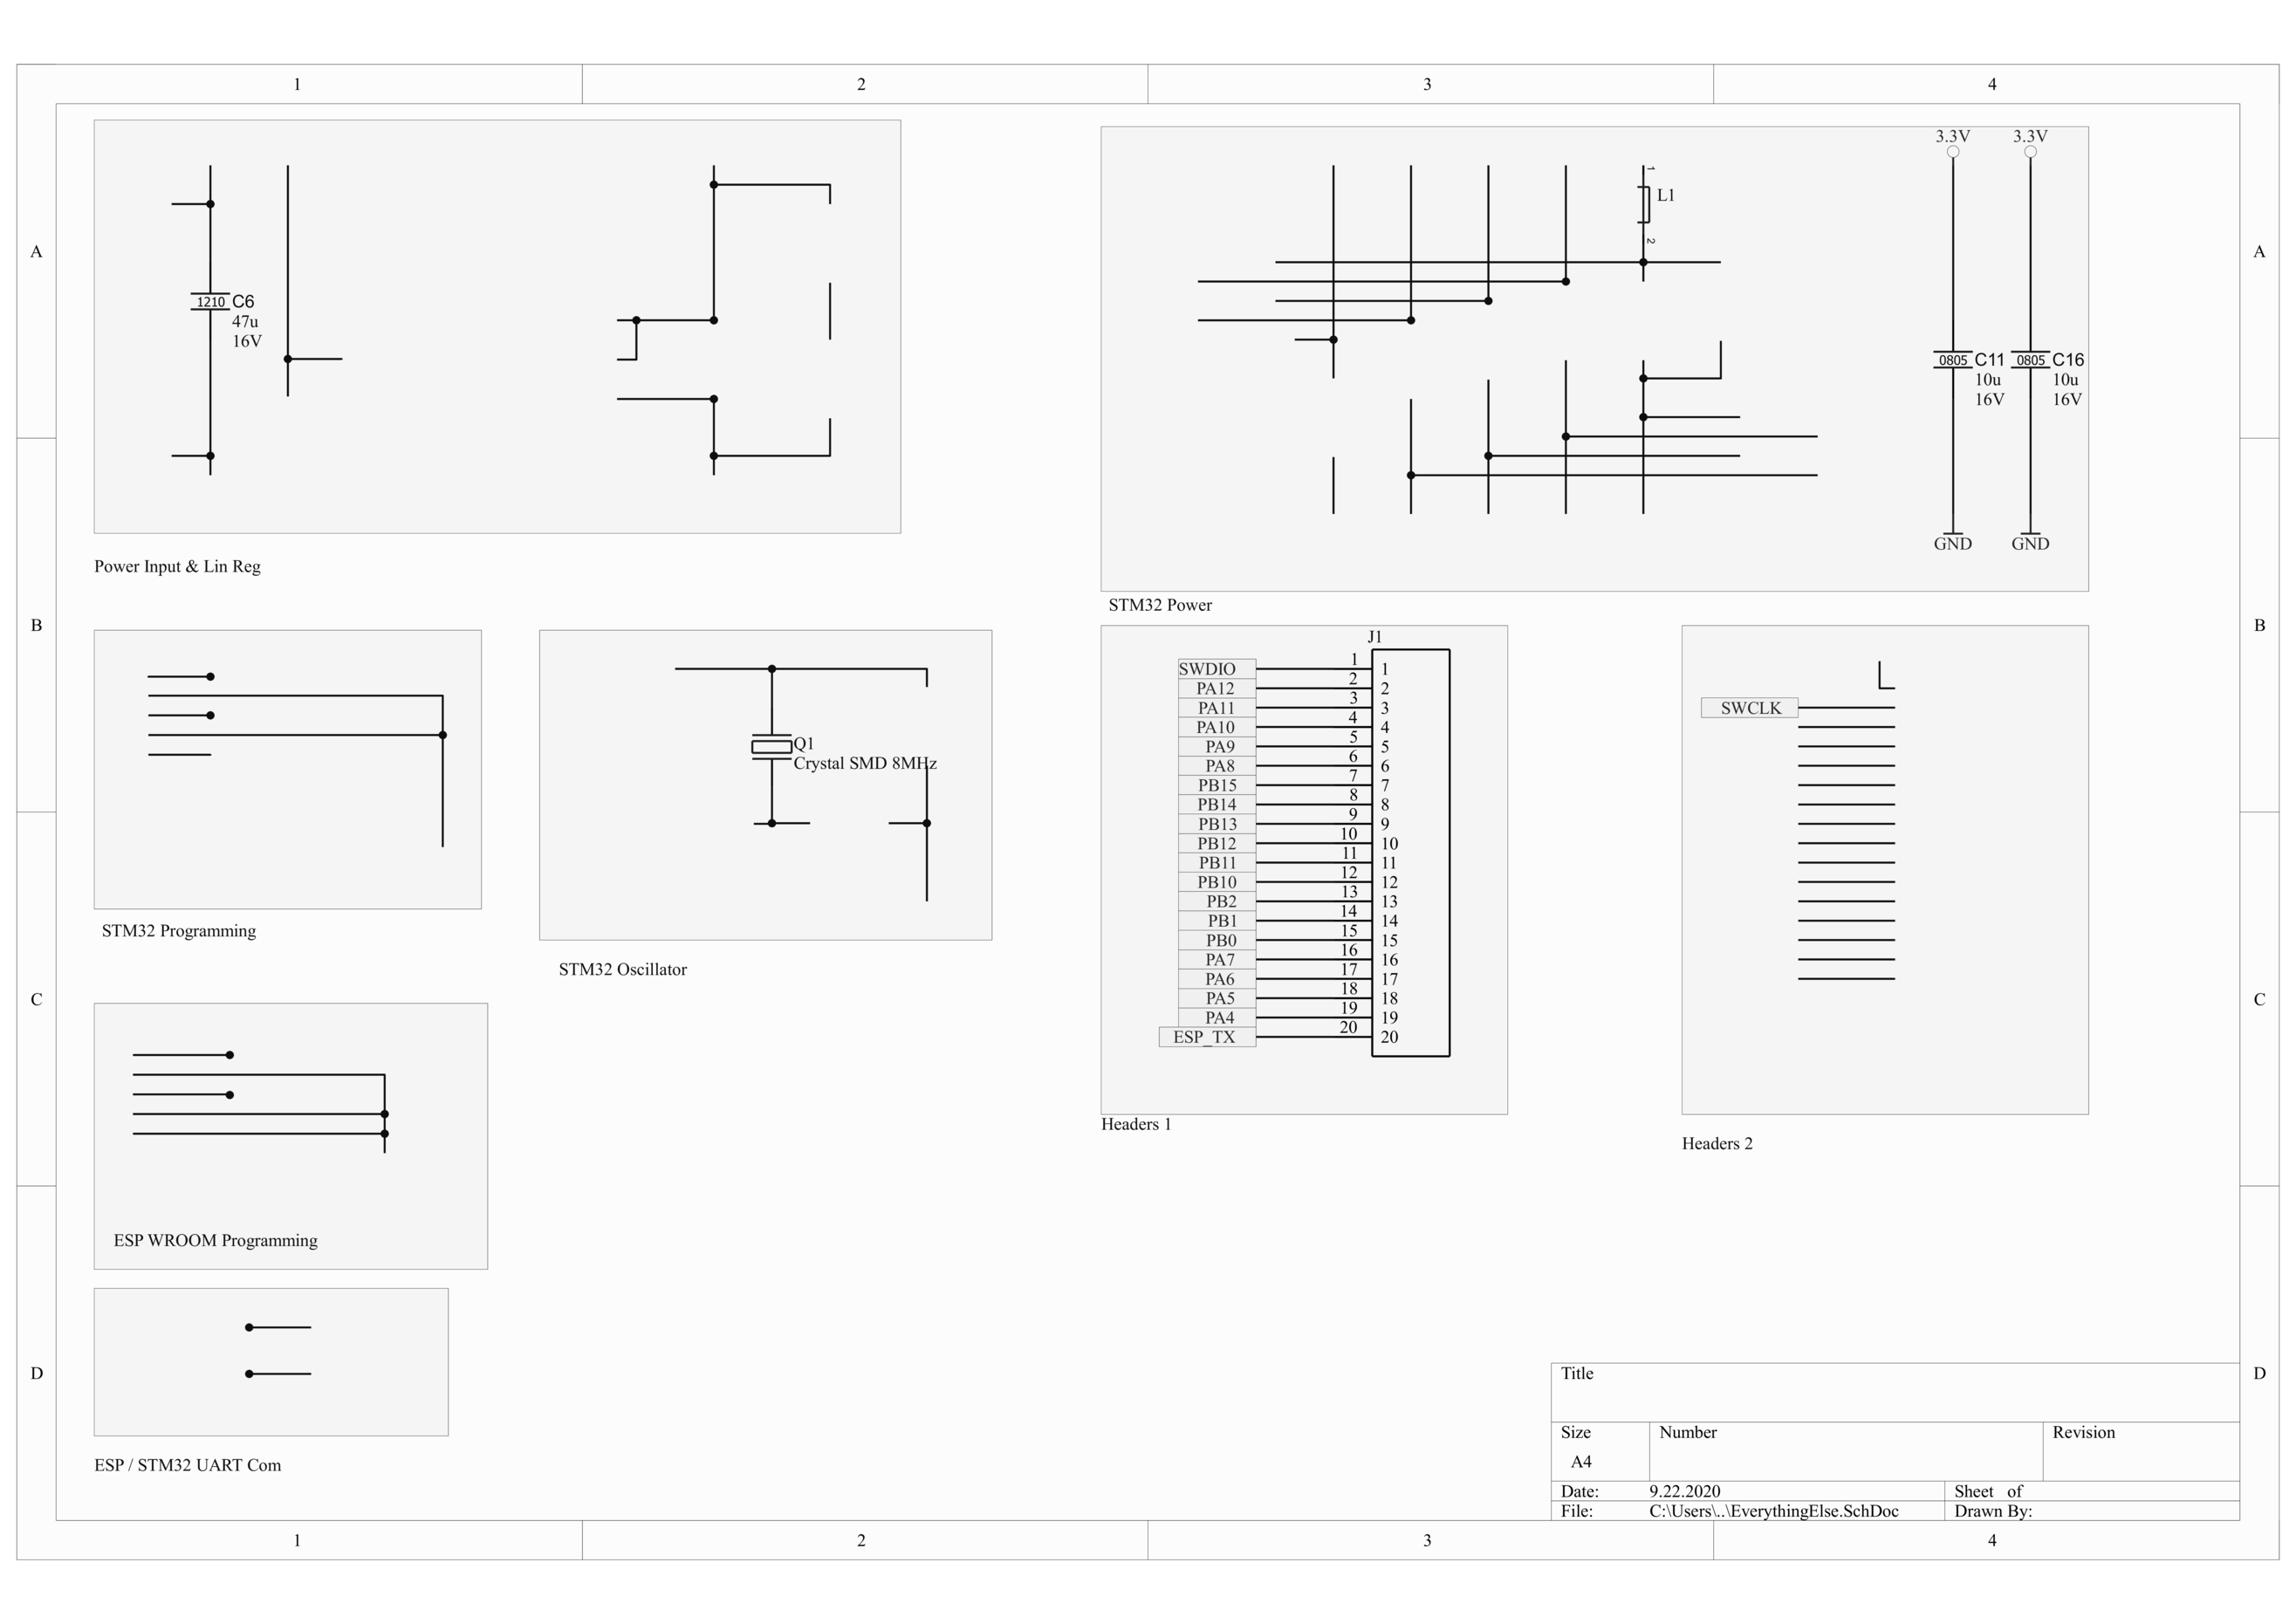 1 2 3 4
A A
B B
C C
D D
1210 C6
47u
16V
Power Input & Lin Reg
1
L1
2
3.3V 3.3V
0805 C11 0805 C16
10u 10u
16V 16V
GND GND
STM32 Power
STM32 Programming
Q1
Crystal SMD 8MHz
STM32 Oscillator
J1
SWDIO 1 1
PA12 2 2
PA11 3 3
PA10 4 4
PA9 5 5
PA8 6 6
PB15 7 7
PB14 8 8
PB13 9 9
PB12 10 10
PB11 11 11
PB10 12 12
PB2 13 13
PB1 14 14
PB0 15 15
PA7 16 16
PA6 17 17
PA5 18 18
PA4 19 19
ESP_TX 20 20
Headers 1
SWCLK
Headers 2
ESP WROOM Programming
ESP / STM32 UART Com
Title
Size Number Revision
A4
Date: 9.22.2020 Sheet of
File: C:\Users\..\EverythingElse.SchDoc Drawn By:
1 2 3 4